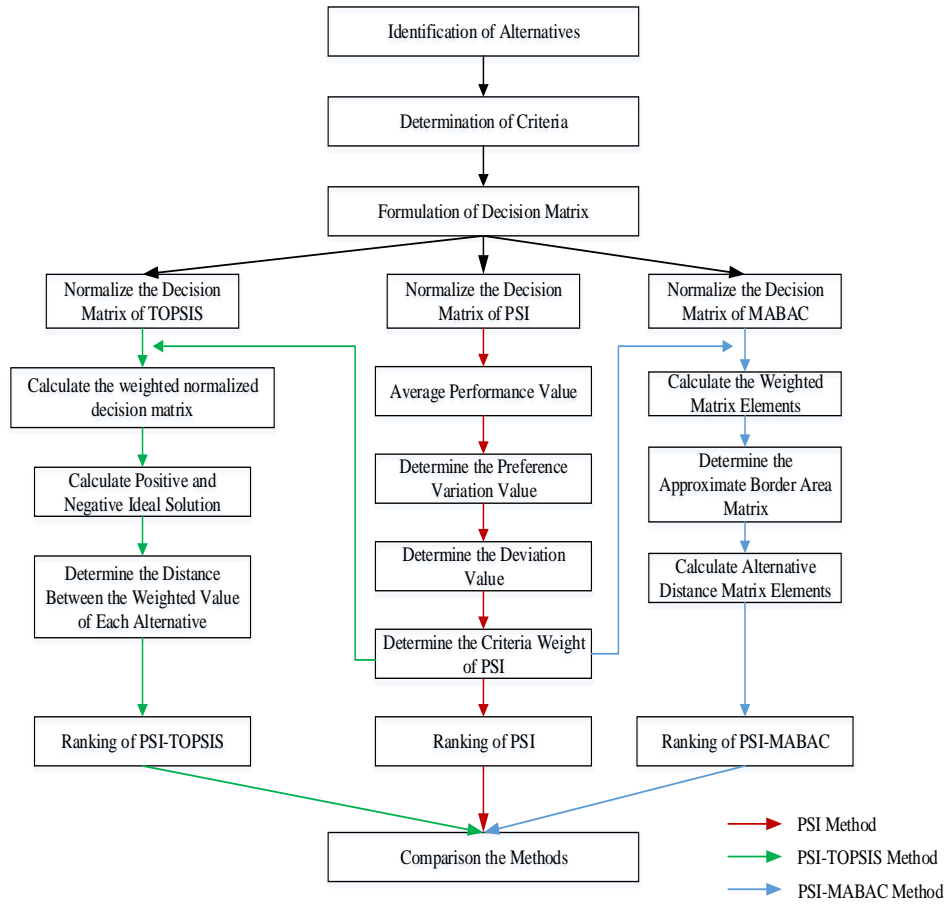 Identification of Alternatives
Determination of Criteria
Formulation of Decision Matrix
Normalize the Decision
Matrix of TOPSIS
Normalize the Decision
Matrix of PSI
Normalize the Decision
Matrix of MABAC
Calculate the weighted normalized
decision matrix
Average Performance Value
Calculate the Weighted
Matrix Elements
Calculate Positive and
Negative Ideal Solution
Determine the Preference
Variation Value
Determine the
Approximate Border Area
Matrix
Determine the Distance
Between the Weighted Value
of Each Alternative
Determine the Deviation
Value
Calculate Alternative
Distance Matrix Elements
Determine the Criteria Weight
of PSI
Ranking of PSI-TOPSIS
Ranking of PSI
Ranking of PSI-MABAC
Comparison the Methods
PSI Method
PSI-TOPSIS Method
PSI-MABAC Method